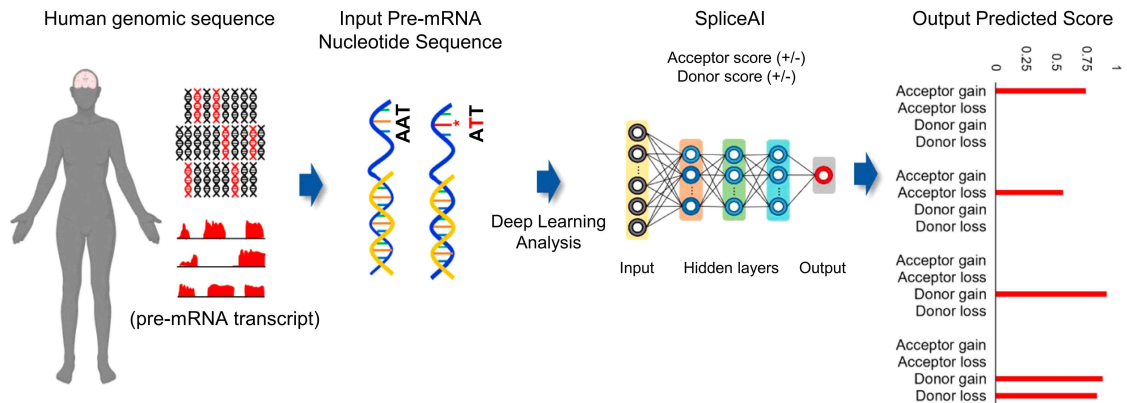 Human genomic sequence
(pre-mRNA transcript)
Input Pre-mRNA
Nucleotide Sequence
AAT
*
ATT
Deep Learning
Analysis
SpliceAI
Acceptor score (+/-)
Donor score (+/-)
Input
Hidden layers
Output
Output Predicted Score
0
0.25
0.5
0.75
1
Acceptor gain
Acceptor loss
Donor gain
Donor loss
Acceptor gain
Acceptor loss
Donor gain
Donor loss
Acceptor gain
Acceptor loss
Donor gain
Donor loss
Acceptor gain
Acceptor loss
Donor gain
Donor loss